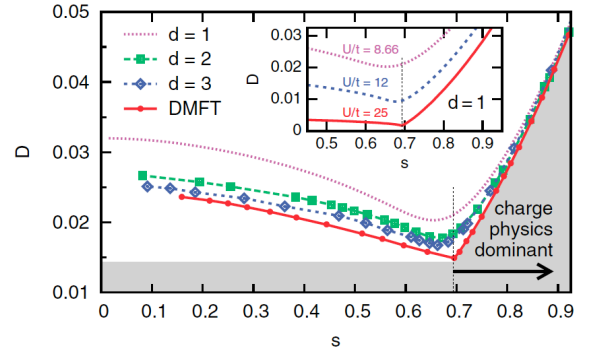 0.05
0.04
0.03
0.02
0.01
D
d = 1
d = 2
d = 3
DMFT
0.03
0.02
0.01
0
D
U/t = 8.66
U/t = 12
U/t = 25
d = 1
0.5 0.6 0.7 0.8 0.9
s
charge
physics
dominant
0 0.1 0.2 0.3 0.4 0.5 0.6 0.7 0.8 0.9
s